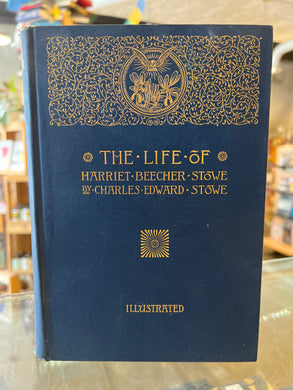 THE · LIFE · OF
HARRIET · BEECHER · STOWE
BY · CHARLES · EDWARD · STOWE
ILLUSTRATED